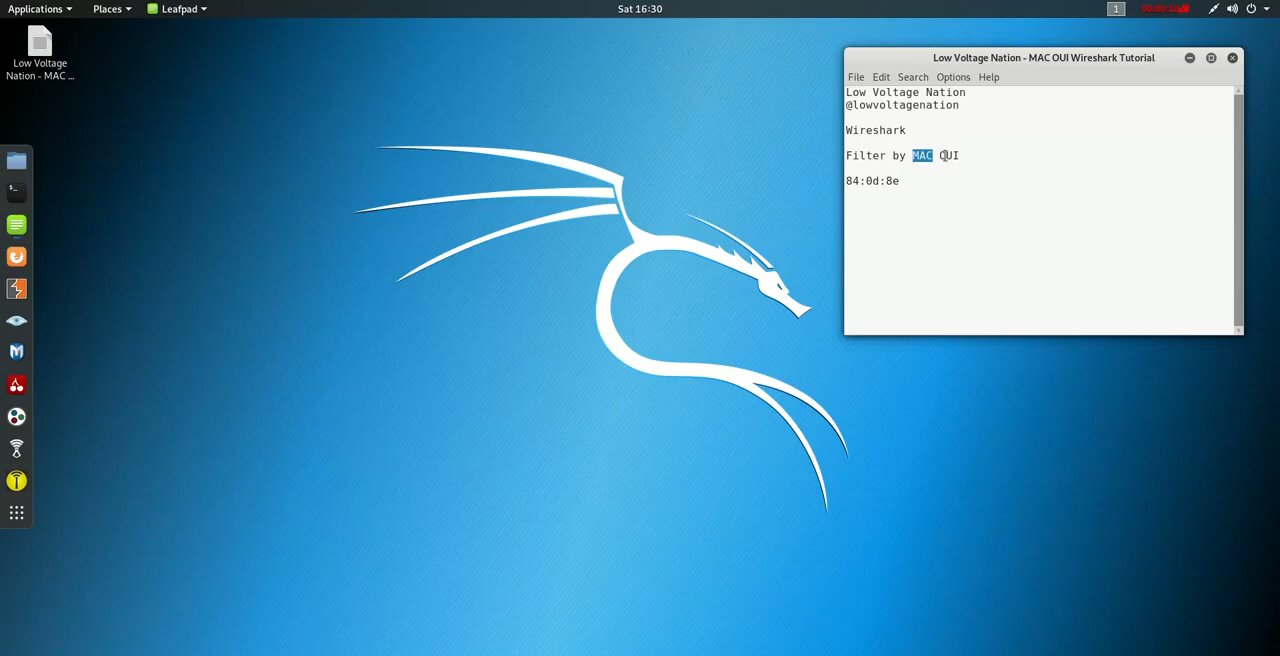 Applications Places Leafpad Sat 16:30 1
Low Voltage
Nation - MAC ...
Low Voltage Nation - MAC OUI Wireshark Tutorial
File Edit Search Options Help
Low Voltage Nation
@lowvoltagenation
Wireshark
Filter by MAC OUI
84:0d:8e